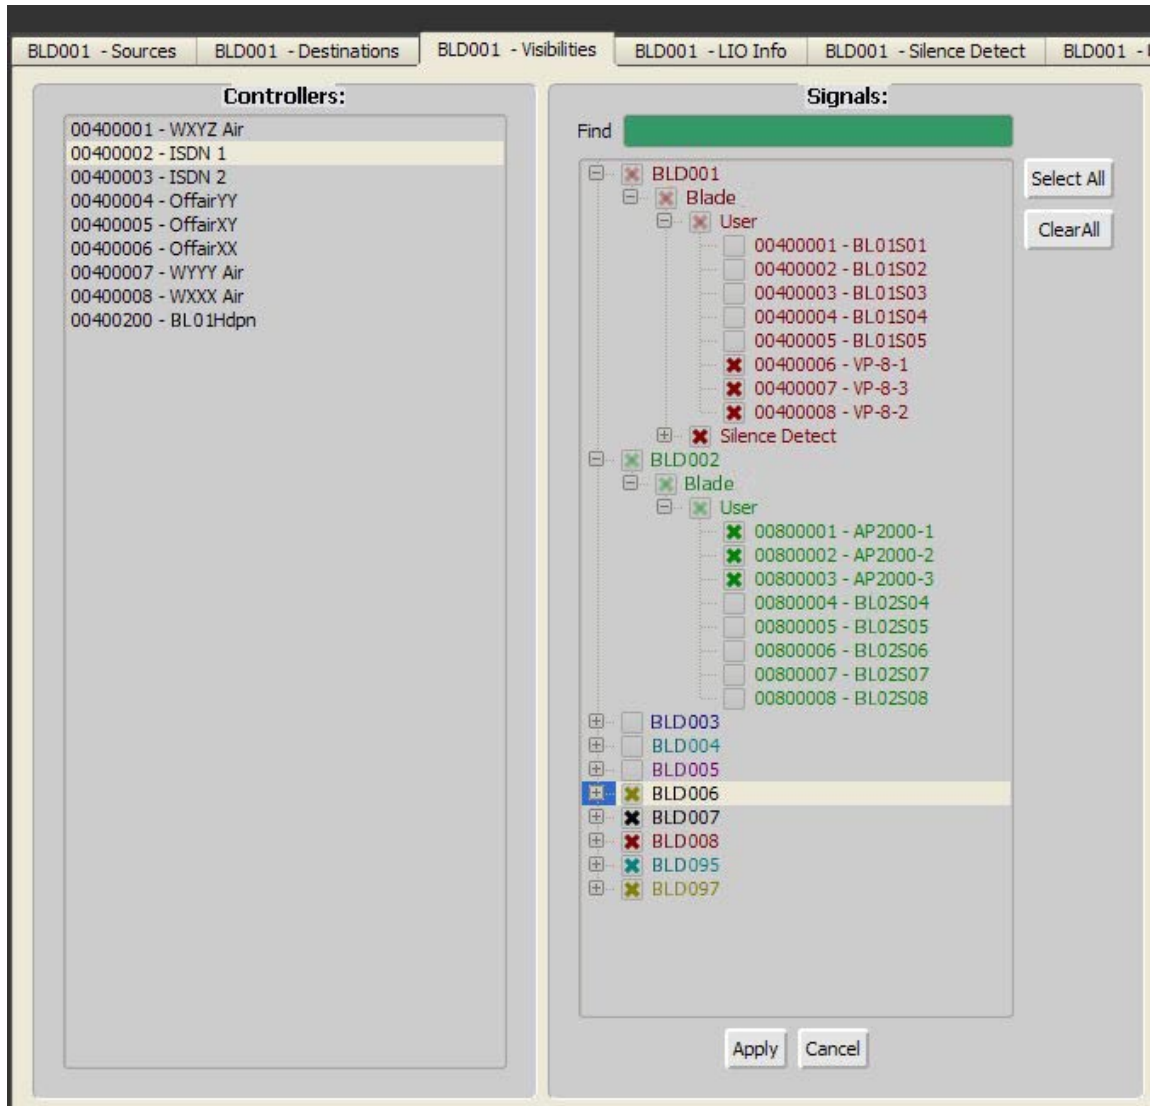 BLD001 - Sources BLD001 - Destinations BLD001 - Visibilities BLD001 - LIO Info BLD001 - Silence Detect BLD001 -
Controllers:
00400001 - WXYZ Air
00400002 - ISDN 1
00400003 - ISDN 2
00400004 - OffairYY
00400005 - OffairXY
00400006 - OffairXX
00400007 - WYYY Air
00400008 - WXXX Air
00400200 - BL01Hdpn
Signals:
Find
BLD001
Blade
User
00400001 - BL01S01
00400002 - BL01S02
00400003 - BL01S03
00400004 - BL01S04
00400005 - BL01S05
00400006 - VP-8-1
00400007 - VP-8-3
00400008 - VP-8-2
Silence Detect
BLD002
Blade
User
00800001 - AP2000-1
00800002 - AP2000-2
00800003 - AP2000-3
00800004 - BL02S04
00800005 - BL02S05
00800006 - BL02S06
00800007 - BL02S07
00800008 - BL02S08
BLD003
BLD004
BLD005
BLD006
BLD007
BLD008
BLD095
BLD097
Select All
ClearAll
Apply Cancel